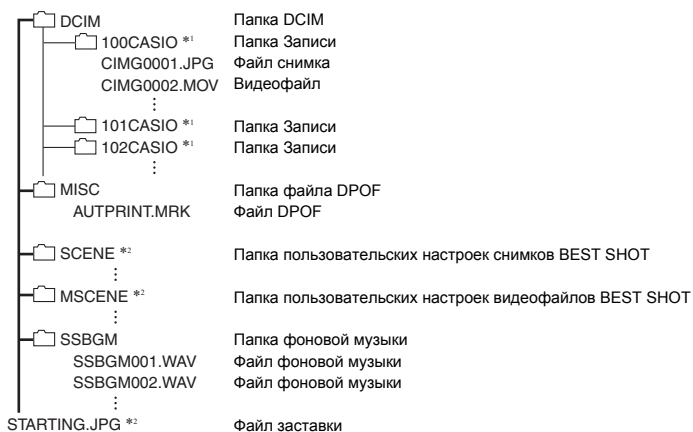 DCIM Папка DCIM
100CASIO *1 Папка Записи
CIMG0001.JPG Файл снимка
CIMG0002.MOV Видеофайл
101CASIO *1 Папка Записи
102CASIO *1 Папка Записи
MISC Папка файла DPOF
AUTPRINT.MRK Файл DPOF
SCENE *2 Папка пользовательских настроек снимков BEST SHOT
MSCENE *2 Папка пользовательских настроек видеофайлов BEST SHOT
SSBGM Папка фоновой музыки
SSBGM001.WAV Файл фоновой музыки
SSBGM002.WAV Файл фоновой музыки
STARTING.JPG *2 Файл заставки